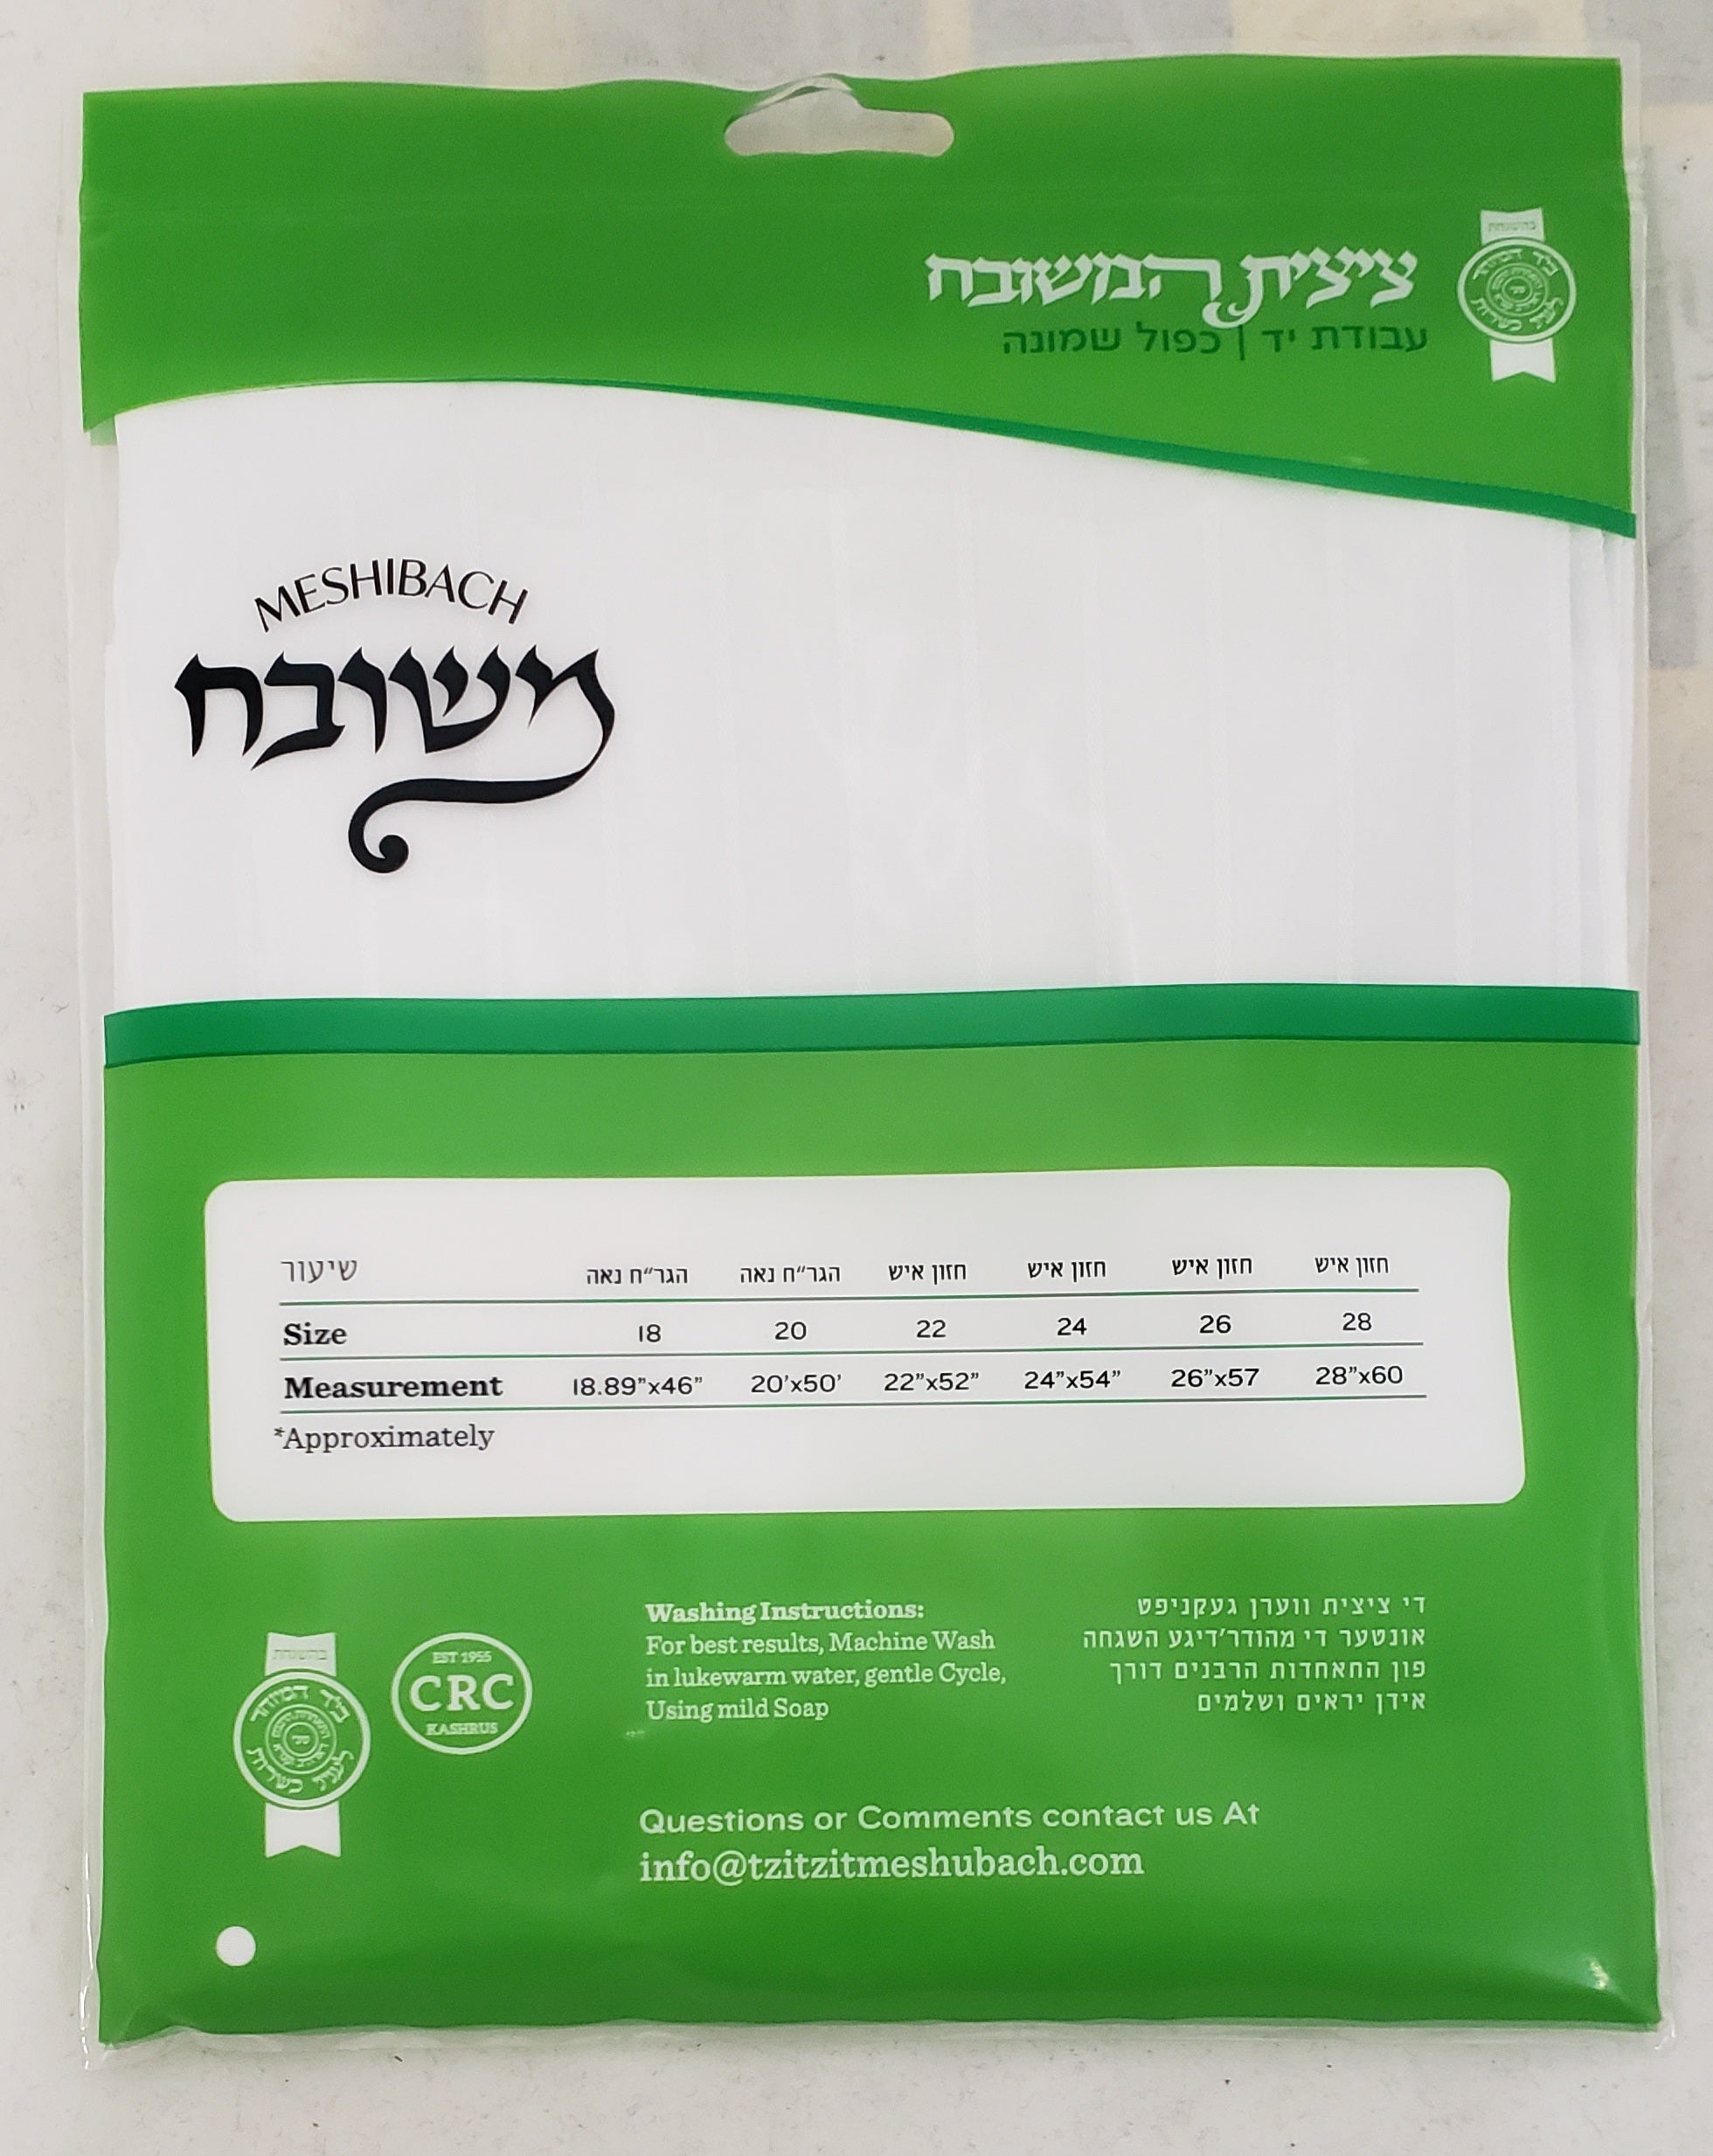 בהשגחת
ציצית המשובח
עבודת יד | כפול שמונה
MESHIBACH
משובח
שיעור הגר״ח נאה הגר״ח נאה חזון איש חזון איש חזון איש חזון איש
Size 18 20 22 24 26 28
Measurement 18.89”x46” 20’x50’ 22”x52” 24”x54” 26”x57 28”x60
*Approximately
בהשגחת
EST 1955
CRC
KASHRUS
Washing Instructions:
For best results, Machine Wash
in lukewarm water, gentle Cycle,
Using mild Soap
די ציצית ווערן געקניפט
אונטער די מהודר'דיגע השגחה
פון התאחדות הרבנים דורך
אידן יראים ושלמים
Questions or Comments contact us At
info@tzitzitmeshubach.com